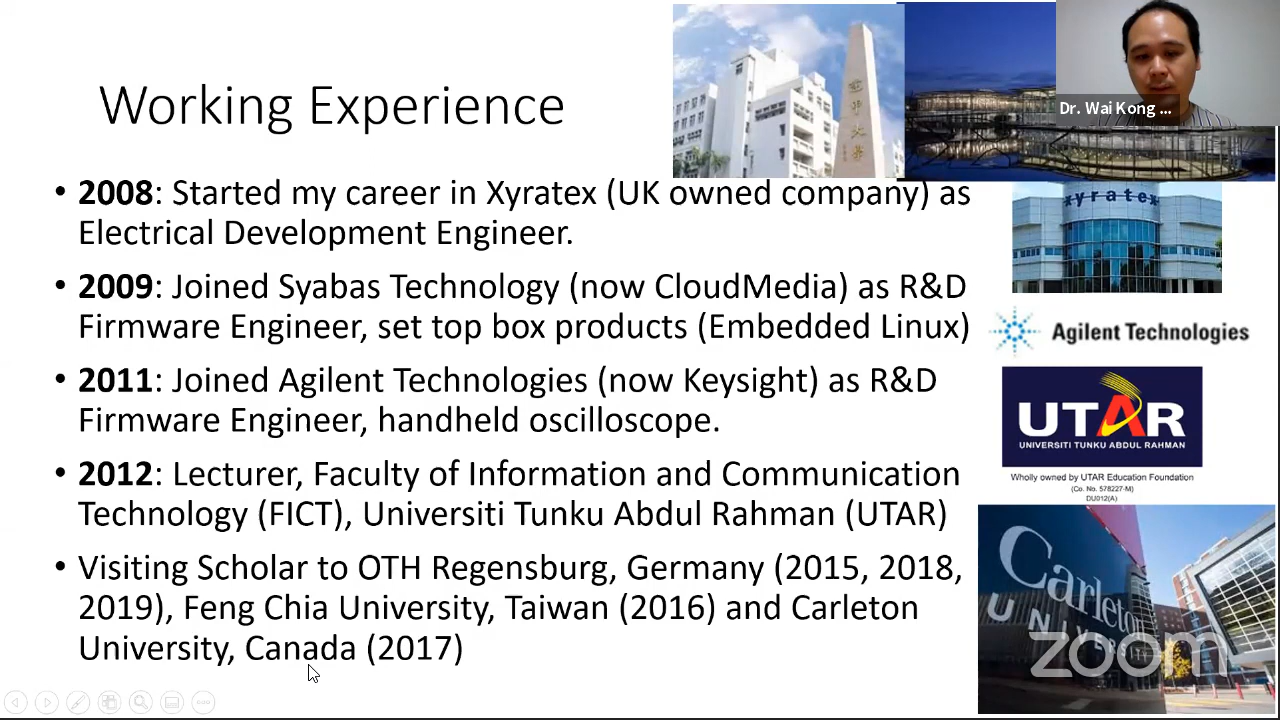 Working Experience
Dr. Wai Kong ...
逢甲大學
• 2008: Started my career in Xyratex (UK owned company) as
Electrical Development Engineer.
xyratex
• 2009: Joined Syabas Technology (now CloudMedia) as R&D
Firmware Engineer, set top box products (Embedded Linux)
Agilent Technologies
• 2011: Joined Agilent Technologies (now Keysight) as R&D
Firmware Engineer, handheld oscilloscope.
UTAR
UNIVERSITI TUNKU ABDUL RAHMAN
Wholly owned by UTAR Education Foundation
(Co. No. 578227-M)
DU012(A)
• 2012: Lecturer, Faculty of Information and Communication
Technology (FICT), Universiti Tunku Abdul Rahman (UTAR)
• Visiting Scholar to OTH Regensburg, Germany (2015, 2018,
2019), Feng Chia University, Taiwan (2016) and Carleton
University, Canada (2017)
Carleton
UNIVERSITY
zoom